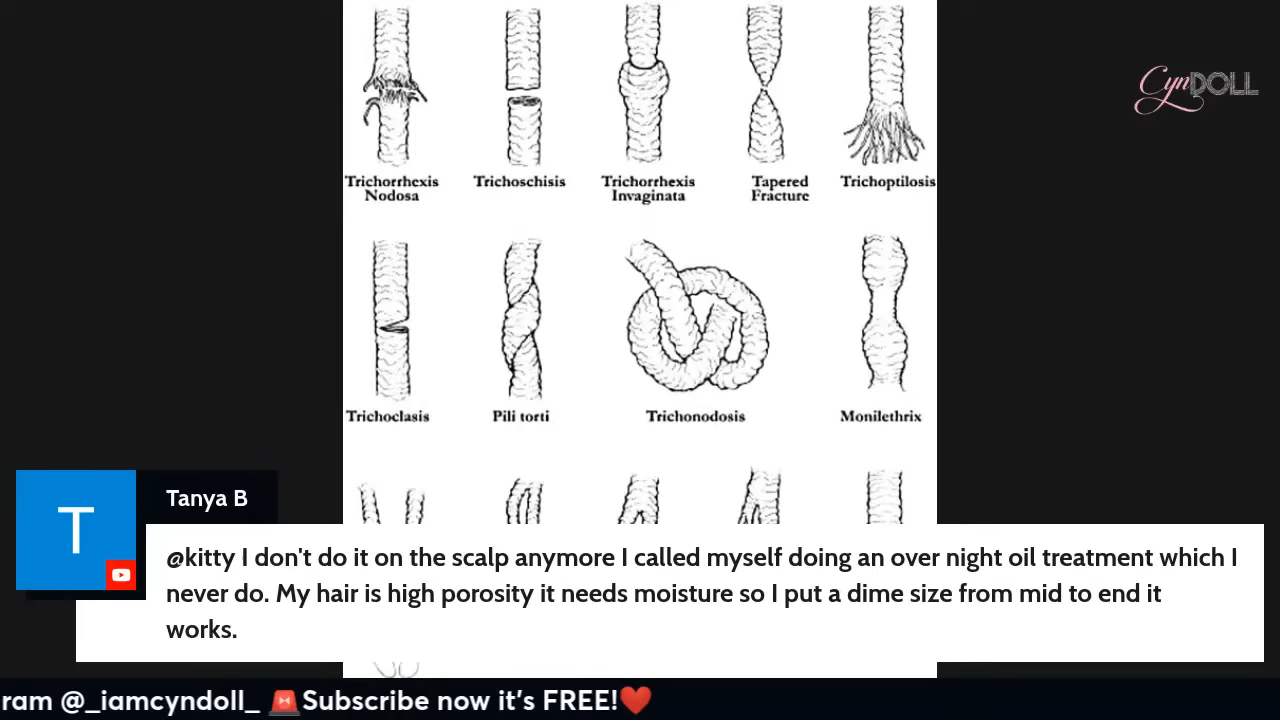 CynDOLL
Trichorrhexis Nodosa
Trichoschisis
Trichorrhexis Invaginata
Tapered Fracture
Trichoptilosis
Trichoclasis
Pili torti
Trichonodosis
Monilethrix
T
Tanya B
@kitty I don't do it on the scalp anymore I called myself doing an over night oil treatment which I
never do. My hair is high porosity it needs moisture so I put a dime size from mid to end it
works.
ram @_iamcyndoll_ 🚨Subscribe now it's FREE!❤️